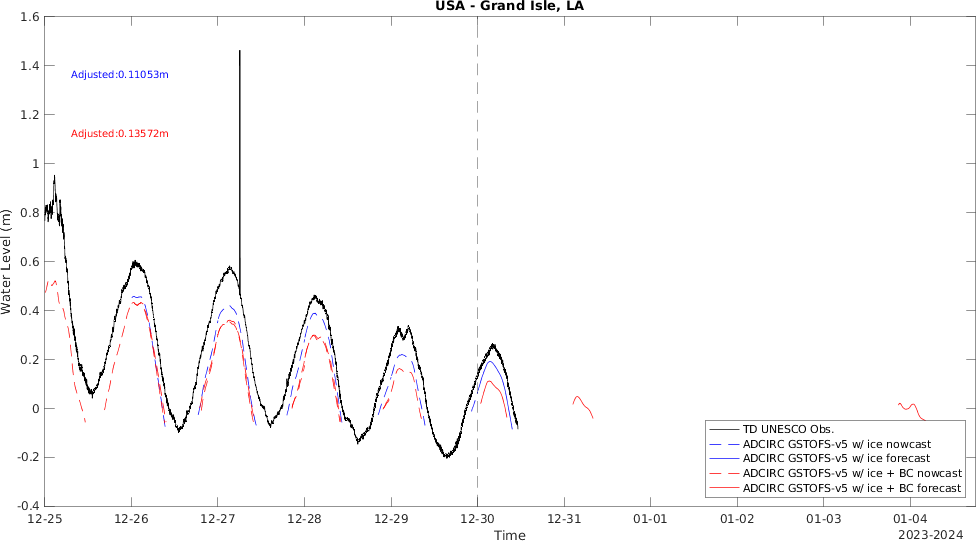 USA - Grand Isle, LA
1.6
1.4
1.2
1
0.8
0.6
0.4
0.2
0
-0.2
-0.4
Water Level (m)
Adjusted:0.11053m
Adjusted:0.13572m
TD UNESCO Obs.
ADCIRC GSTOFS-v5 w/ ice nowcast
ADCIRC GSTOFS-v5 w/ ice forecast
ADCIRC GSTOFS-v5 w/ ice + BC nowcast
ADCIRC GSTOFS-v5 w/ ice + BC forecast
12-25 12-26 12-27 12-28 12-29 12-30 12-31 01-01 01-02 01-03 01-04
Time
2023-2024